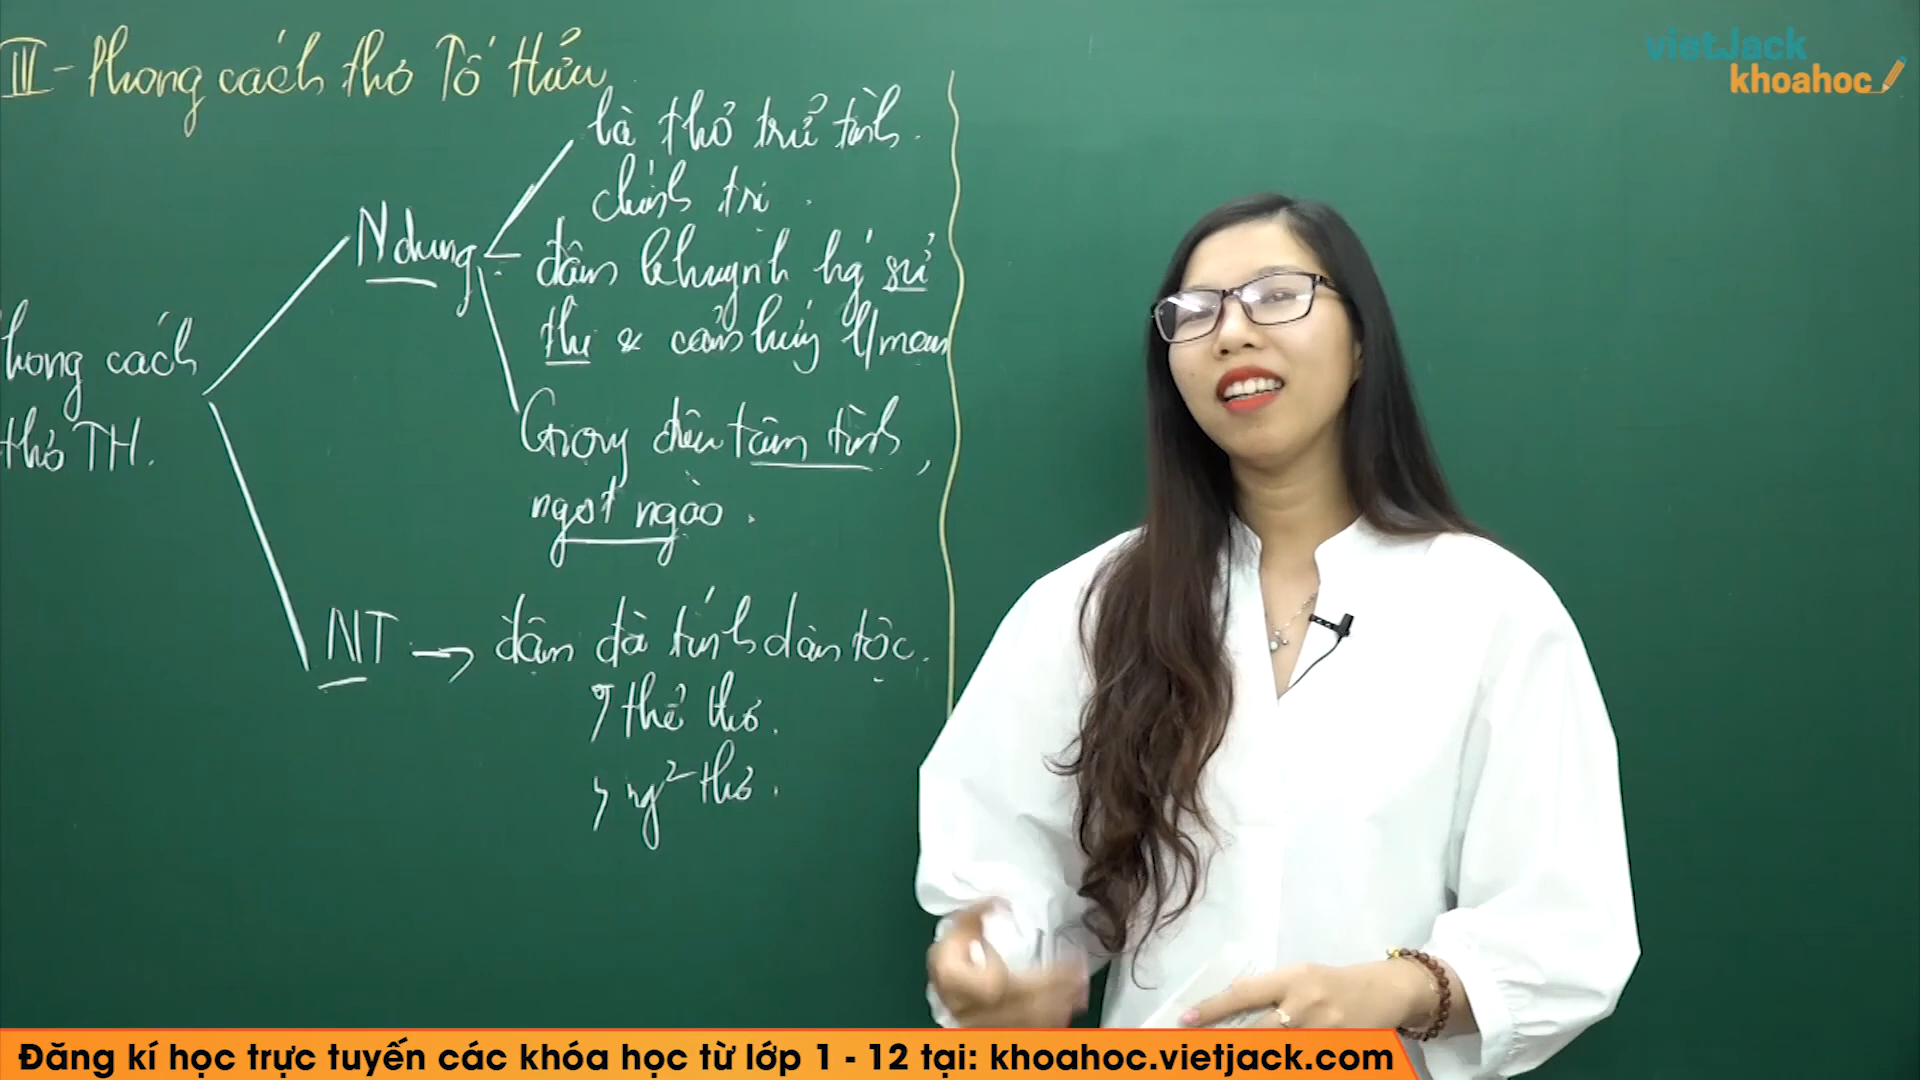 III - Phong cách thơ Tố Hữu
là thơ trữ tình
chính trị.
Ndung
đậm khuynh hg´ sử
thi & cảm hứng l/mạn
hong cách
thơ TH.
Giọng điệu tâm tình,
ngọt ngào.
NT → đậm đà tính dân tộc.
> thể thơ.
> ng² thơ.
vietJack
khoahoc
Đăng kí học trực tuyến các khóa học từ lớp 1 - 12 tại: khoahoc.vietjack.com